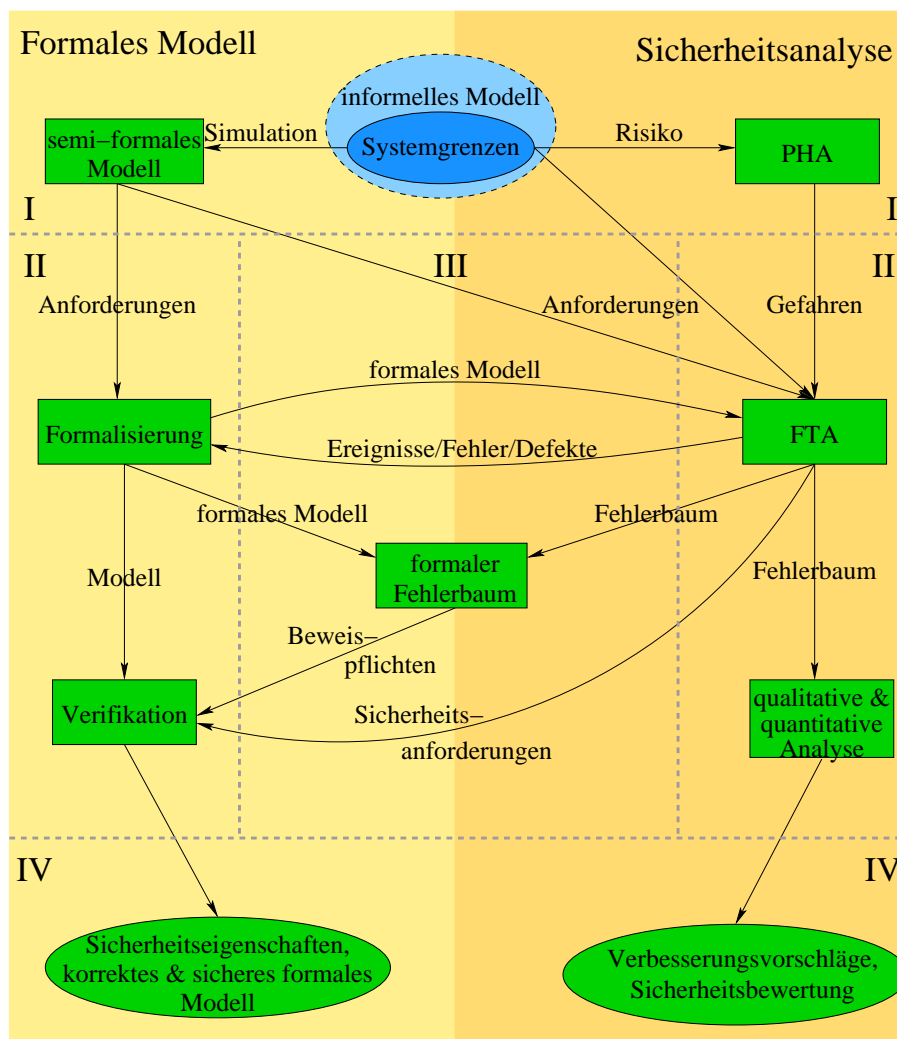 Formales Modell
Sicherheitsanalyse
informelles Modell
Simulation
Risiko
semi−formales
Modell
Systemgrenzen
PHA
I
I
II
III
II
Anforderungen
Anforderungen
Gefahren
formales Modell
Formalisierung
FTA
Ereignisse/Fehler/Defekte
formales Modell
Fehlerbaum
formaler
Fehlerbaum
Modell
Fehlerbaum
Beweis−
pflichten
Verifikation
Sicherheits−
anforderungen
qualitative &
quantitative
Analyse
IV
IV
Sicherheitseigenschaften,
korrektes & sicheres formales
Modell
Verbesserungsvorschläge,
Sicherheitsbewertung